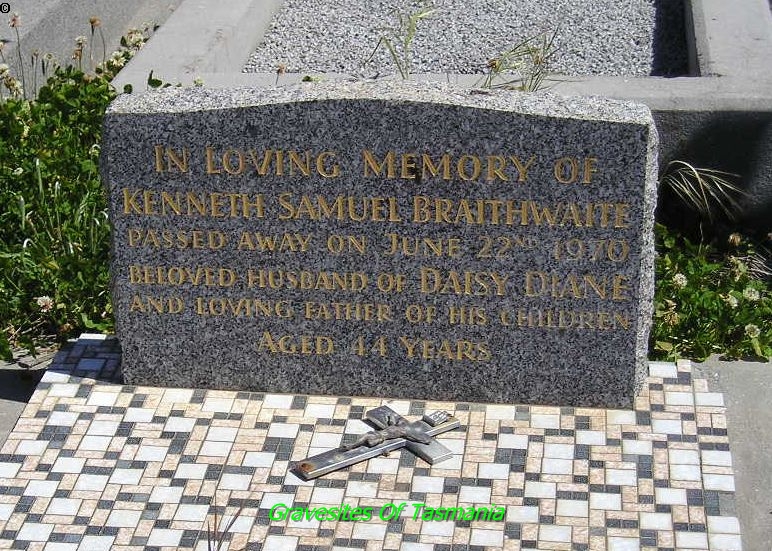 ©
IN LOVING MEMORY OF
KENNETH SAMUEL BRAITHWAITE
PASSED AWAY ON JUNE 22ND 1970
BELOVED HUSBAND OF DAISY DIANE
AND LOVING FATHER OF HIS CHILDREN
AGED 44 YEARS
Gravesites Of Tasmania